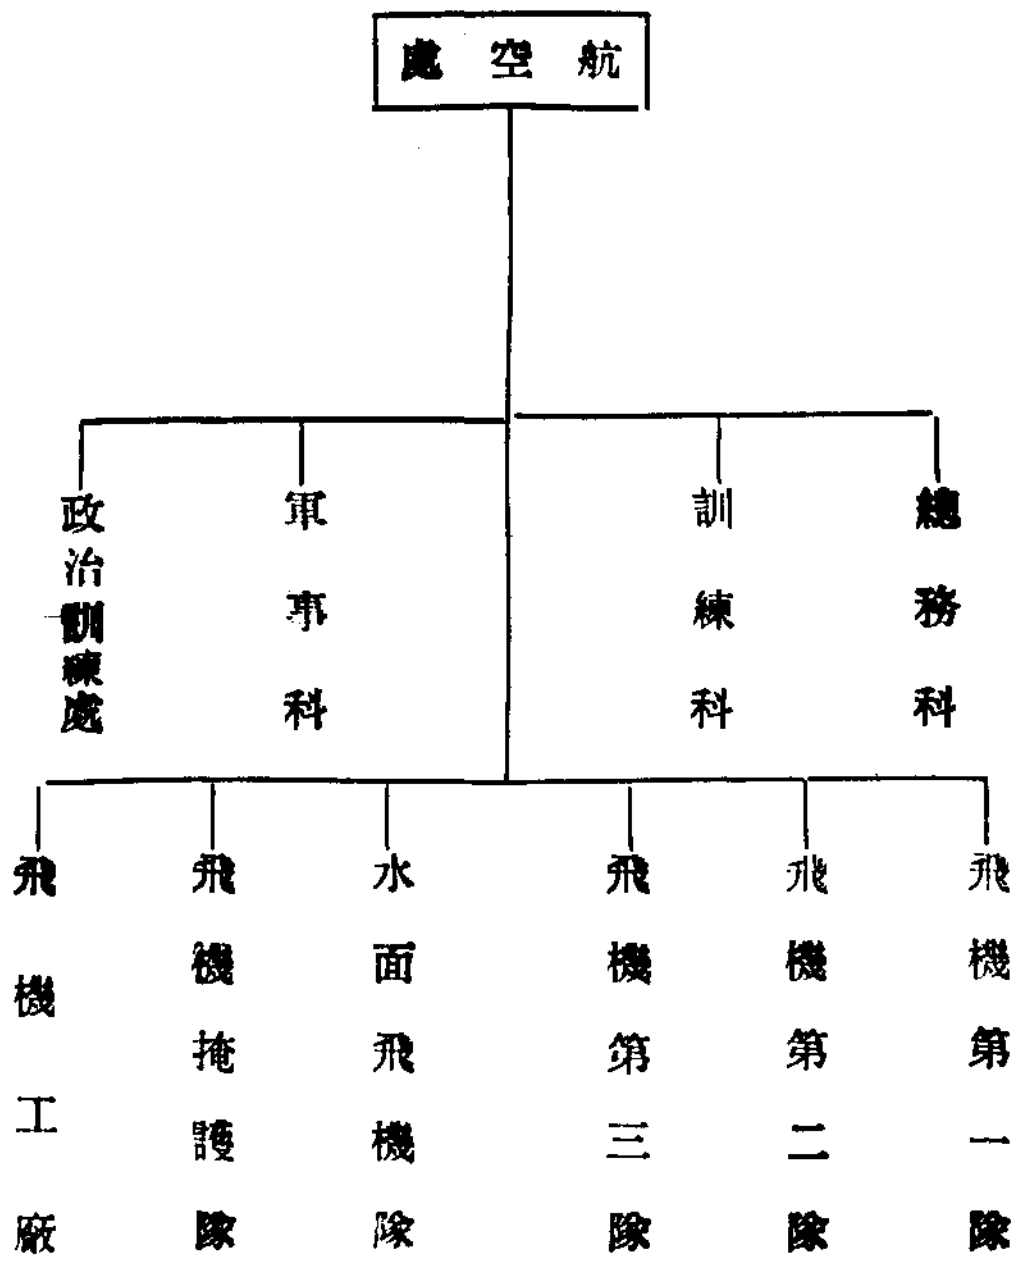 航空處
總務科
訓練科
軍事科
政治訓練處
飛機第一隊
飛機第二隊
飛機第三隊
水面飛機隊
飛機掩護隊
飛機工廠